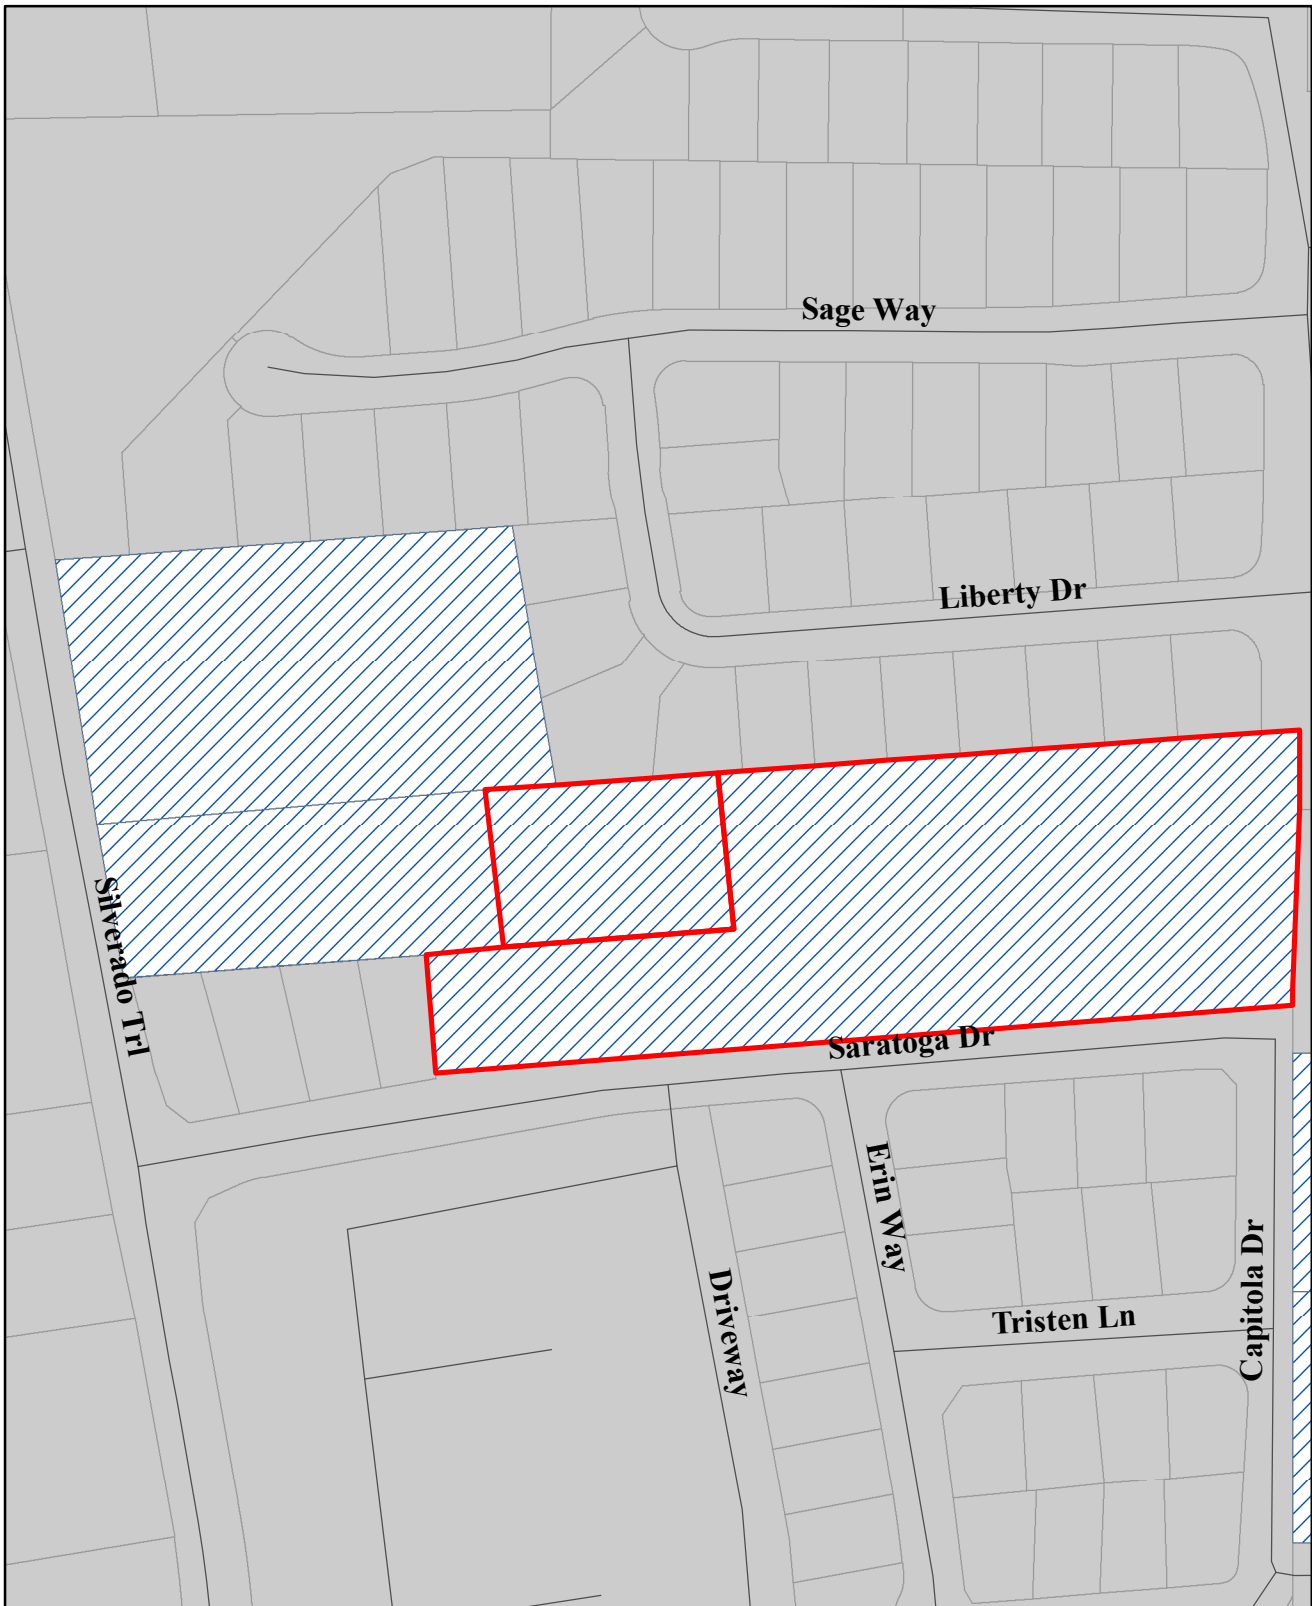 Sage Way
Liberty Dr
Silverado Trl
Saratoga Dr
Erin Way
Driveway
Tristen Ln
Capitola Dr